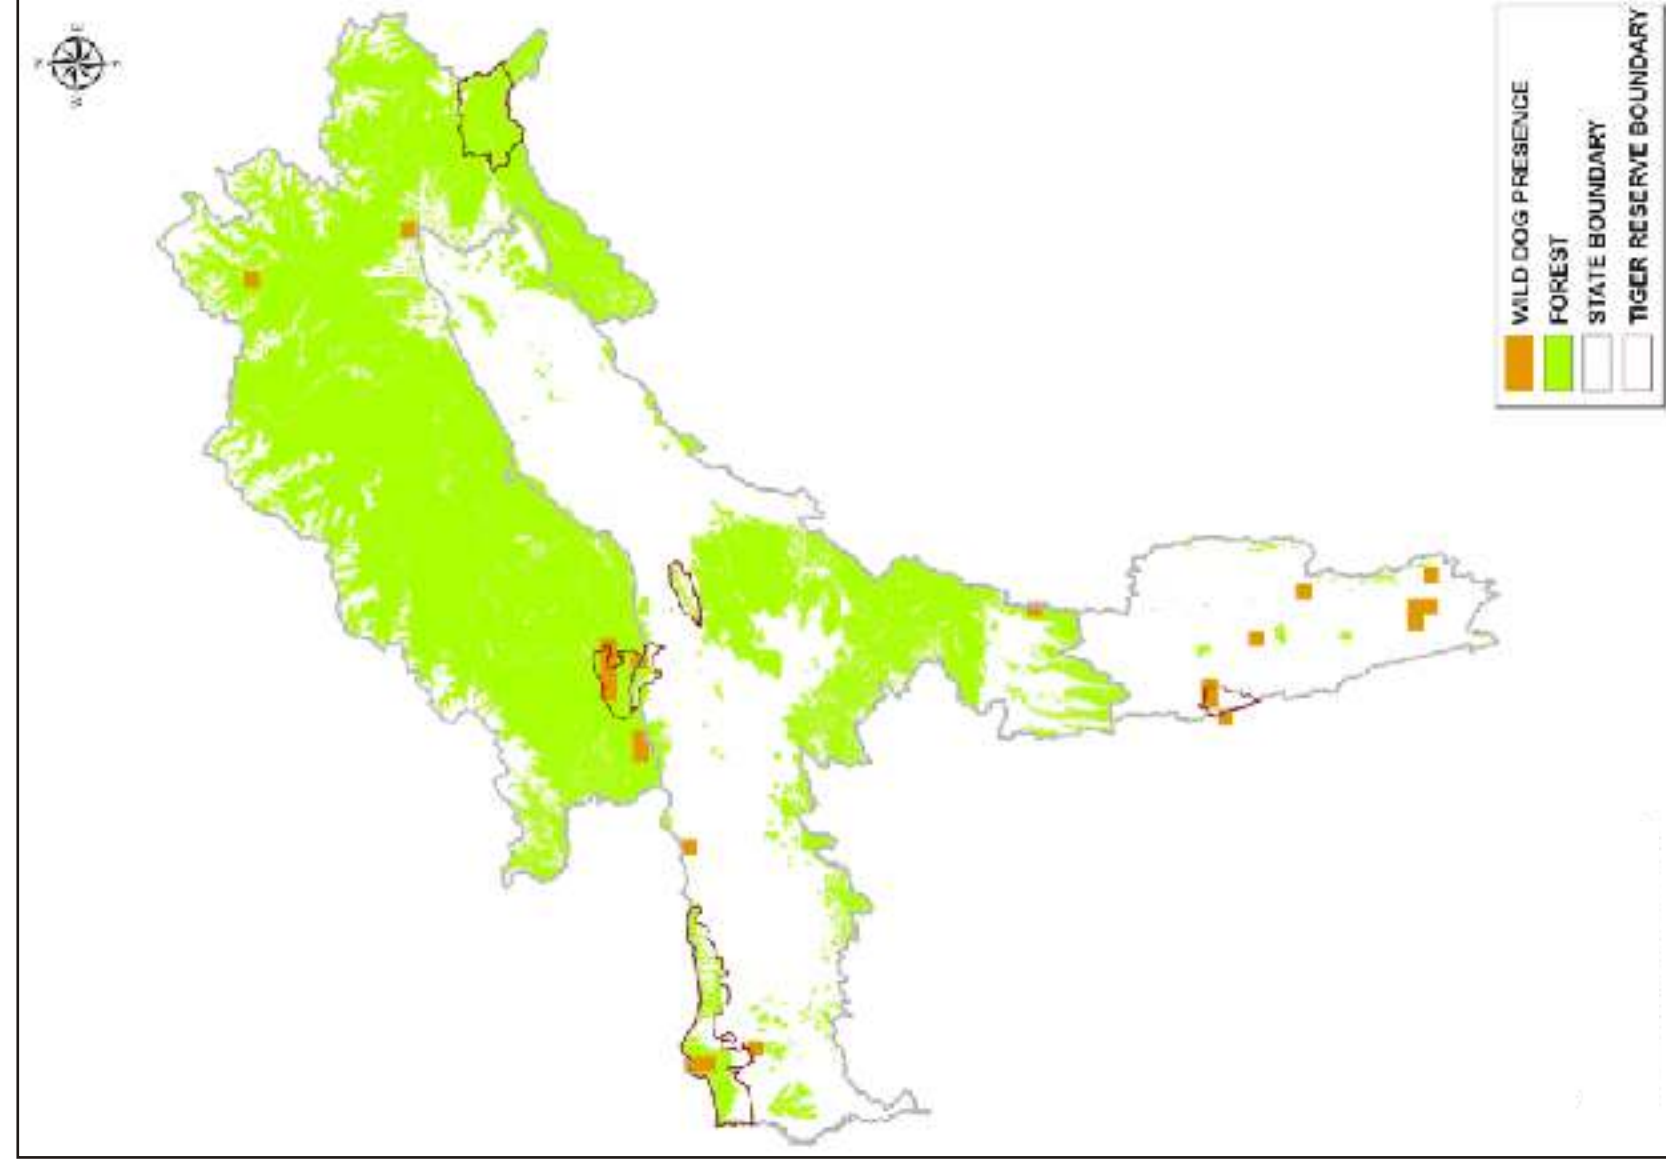 E
W
WILD DOG PRESENCE
FOREST
STATE BOUNDARY
TIGER RESERVE BOUNDARY